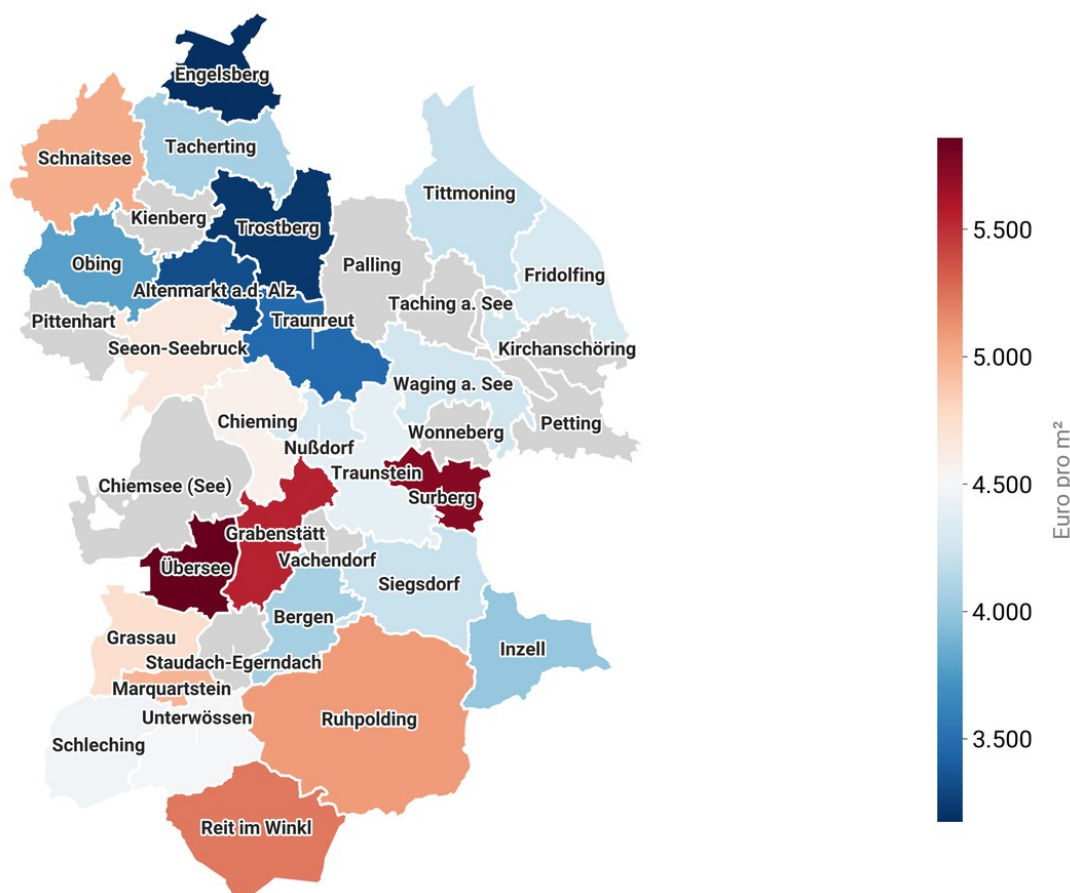 Engelsberg
Tacherting
Schnaitsee
Tittmoning
Kienberg
Trostberg
Obing
Palling
Fridolfing
Altenmarkt a.d. Alz
Taching a. See
Pittenhart
Traunreut
Seeon-Seebruck
Kirchanschöring
Waging a. See
Chieming
Petting
Wonneberg
Nußdorf
Traunstein
Chiemsee (See)
Surberg
Grabenstätt
Vachendorf
Übersee
Siegsdorf
Bergen
Grassau
Inzell
Staudach-Egerndach
Marquartstein
Unterwössen
Ruhpolding
Schleching
Reit im Winkl
5.500
5.000
4.500
4.000
3.500
Euro pro m²